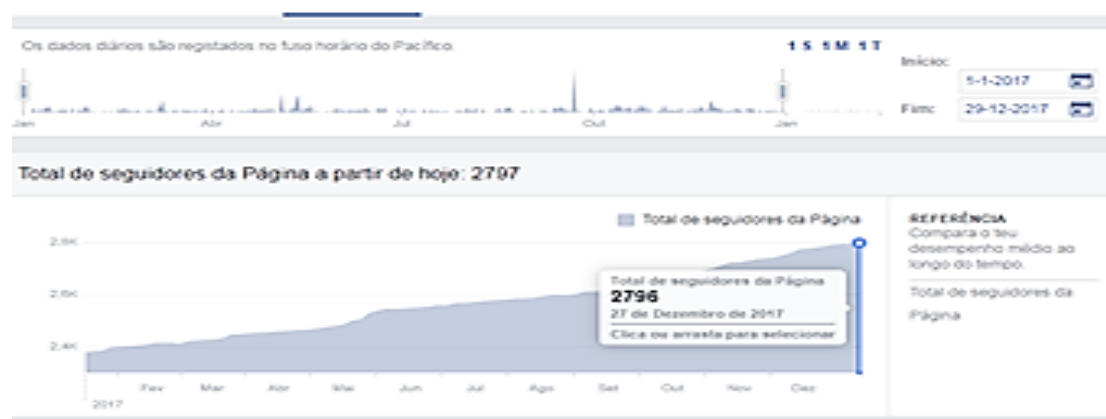 Os dados diários são registados no fuso horário do Pacífico.
1S 1M 1T
Início:
1-1-2017
Fim:
29-12-2017
Jan
Abr
Jul
Out
Jan
Total de seguidores da Página a partir de hoje: 2797
Total de seguidores da Página
2,8K
2,6K
2,4K
Total de seguidores da Página
2796
27 de Dezembro de 2017
Clica ou arrasta para selecionar
REFERÊNCIA
Compara o teu
desempenho médio ao
longo do tempo.
Total de seguidores da
Página
Fev
Mar
Abr
Mai
Jun
Jul
Ago
Set
Out
Nov
Dez
2017